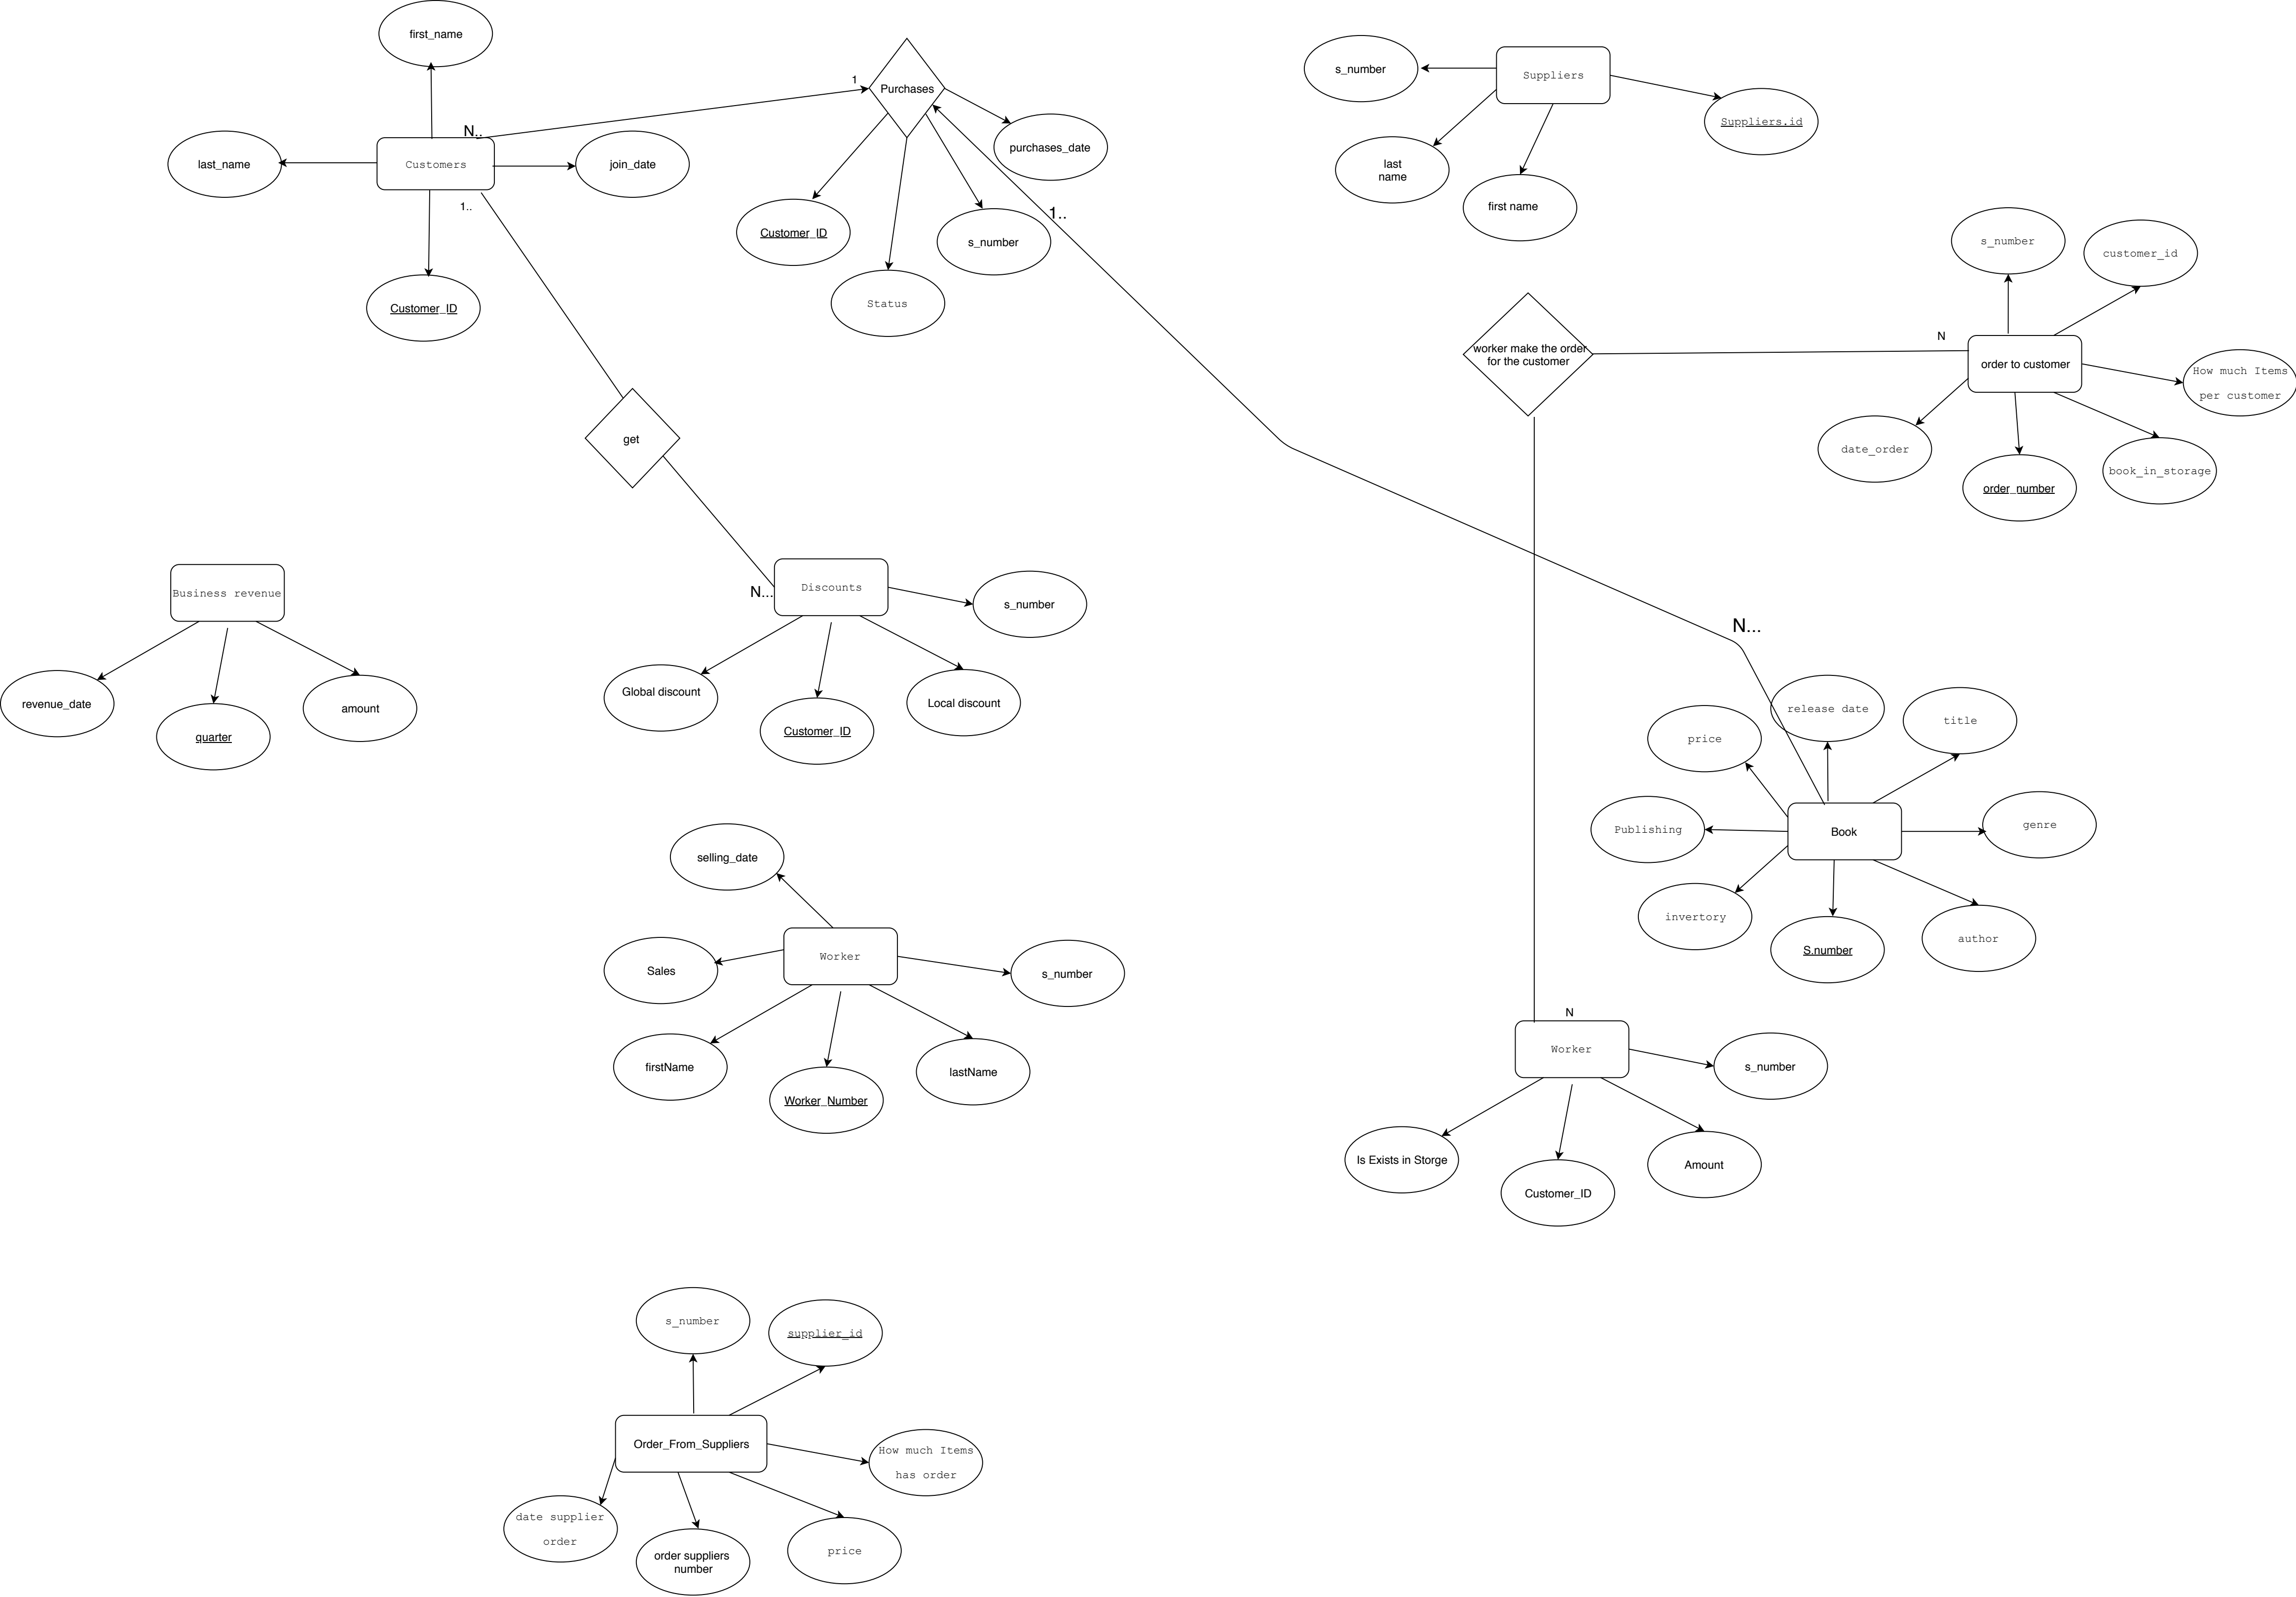 first_name
s_number
Suppliers
1
Purchases
Suppliers.id
N..
last_name
Customers
join_date
purchases_date
last
name
1..
first name
1..
Customer_ID
s_number
s_number
customer_id
Status
Customer_ID
N
worker make the order
for the customer
order to customer
How much Items
per customer
get
date_order
book_in_storage
order_number
Business revenue
Discounts
N...
s_number
N...
Global discount
revenue_date
amount
quarter
Local discount
Customer_ID
release date
title
price
Publishing
Book
genre
selling_date
invertory
author
S.number
Worker
Sales
s_number
N
Worker
firstName
lastName
Worker_Number
s_number
Is Exists in Storge
Amount
Customer_ID
s_number
supplier_id
Order_From_Suppliers
How much Items
has order
date supplier
order
order suppliers
number
price